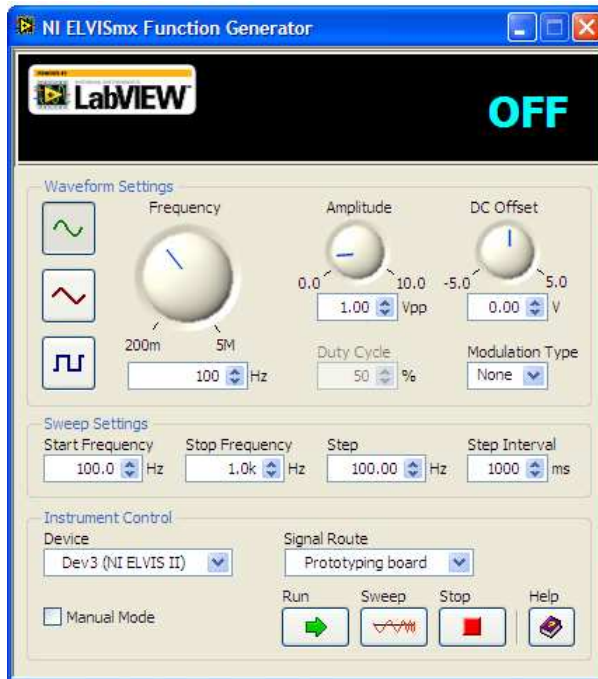 NI ELVISmx Function Generator
LabVIEW
OFF
Waveform Settings
Frequency
Amplitude
DC Offset
0.0
10.0
-5.0
5.0
1.00 Vpp
0.00 V
200m
5M
Duty Cycle
Modulation Type
100 Hz
50 %
None
Sweep Settings
Start Frequency
Stop Frequency
Step
Step Interval
100.0 Hz
1.0k Hz
100.00 Hz
1000 ms
Instrument Control
Device
Signal Route
Dev3 (NI ELVIS II)
Prototyping board
Run
Sweep
Stop
Help
Manual Mode